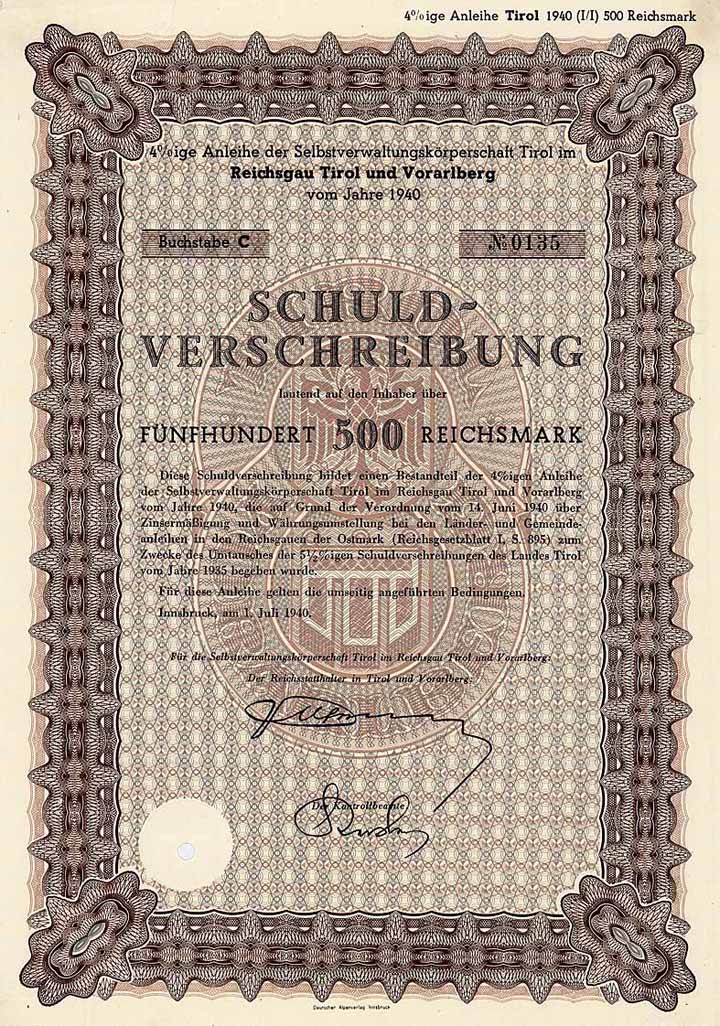 4%ige Anleihe Tirol 1940 (I/I) 500 Reichsmark
4%ige Anleihe der Selbstverwaltungskörperschaft Tirol im
Reichsgau Tirol und Vorarlberg
vom Jahre 1940
Buchstabe C
№ 0135
SCHULD-
VERSCHREIBUNG
lautend auf den Inhaber über
FÜNFHUNDERT 500 REICHSMARK
Diese Schuldverschreibung bildet einen Bestandteil der 4%igen Anleihe
der Selbstverwaltungskörperschaft Tirol im Reichsgau Tirol und Vorarlberg
vom Jahre 1940, die auf Grund der Verordnung vom 14. Juni 1940 über
Zinsermäßigung und Währungsumstellung bei den Länder- und Gemeinde-
anleihen in den Reichsgauen der Ostmark (Reichsgesetzblatt I, S. 895) zum
Zwecke des Umtausches der 5½%igen Schuldverschreibungen des Landes Tirol
vom Jahre 1935 begeben wurde.
Für diese Anleihe gelten die umseitig angeführten Bedingungen.
Innsbruck, am 1. Juli 1940.
Für die Selbstverwaltungskörperschaft Tirol im Reichsgau Tirol und Vorarlberg:
Der Reichsstatthalter in Tirol und Vorarlberg:
Der Kontrollbeamte)
Deutscher Alpenverlag Innsbruck